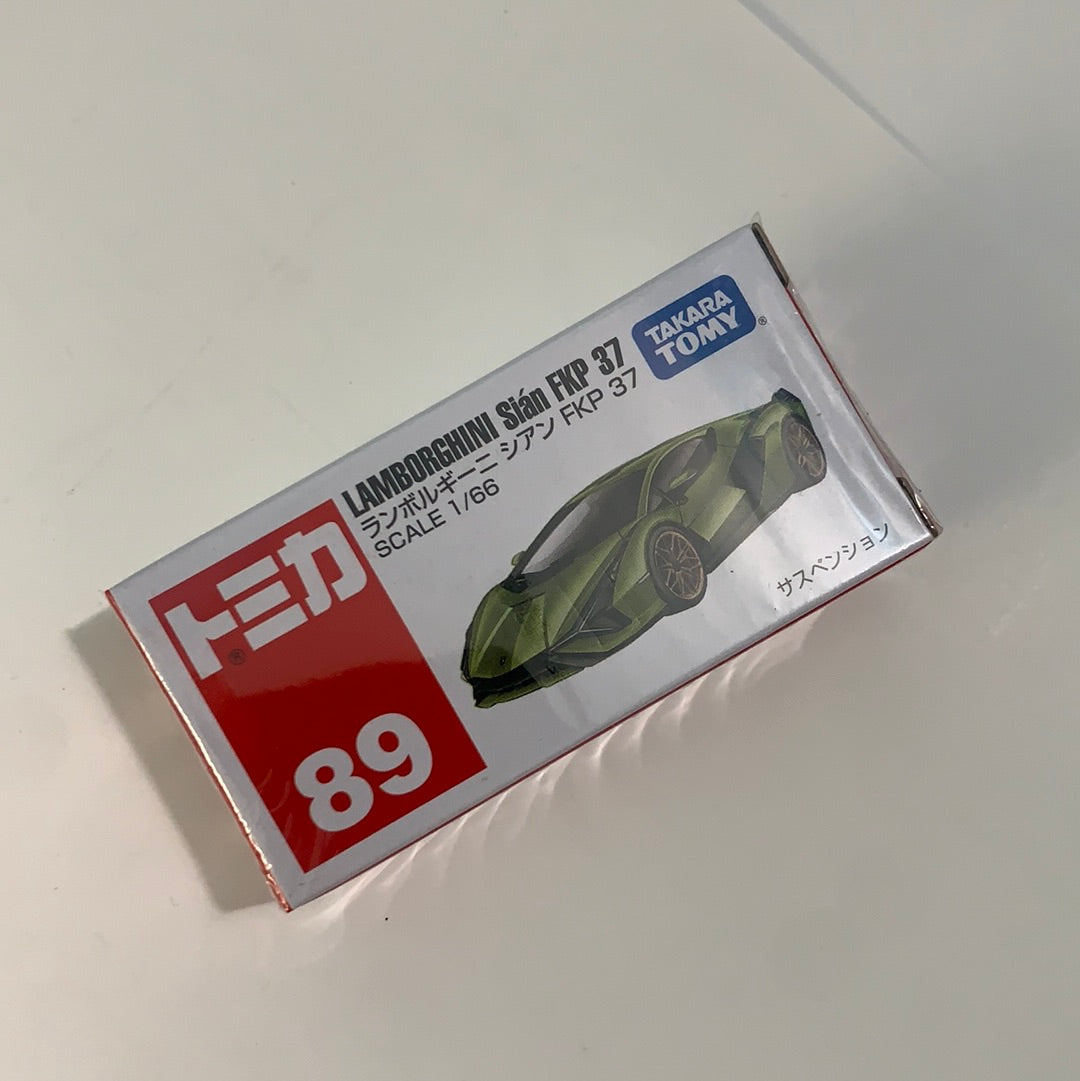 TAKARA
TOMY®
LAMBORGHINI Sián FKP 37
ランボルギーニ シアン FKP 37
SCALE 1/66
トミカ®
89
サスペンション